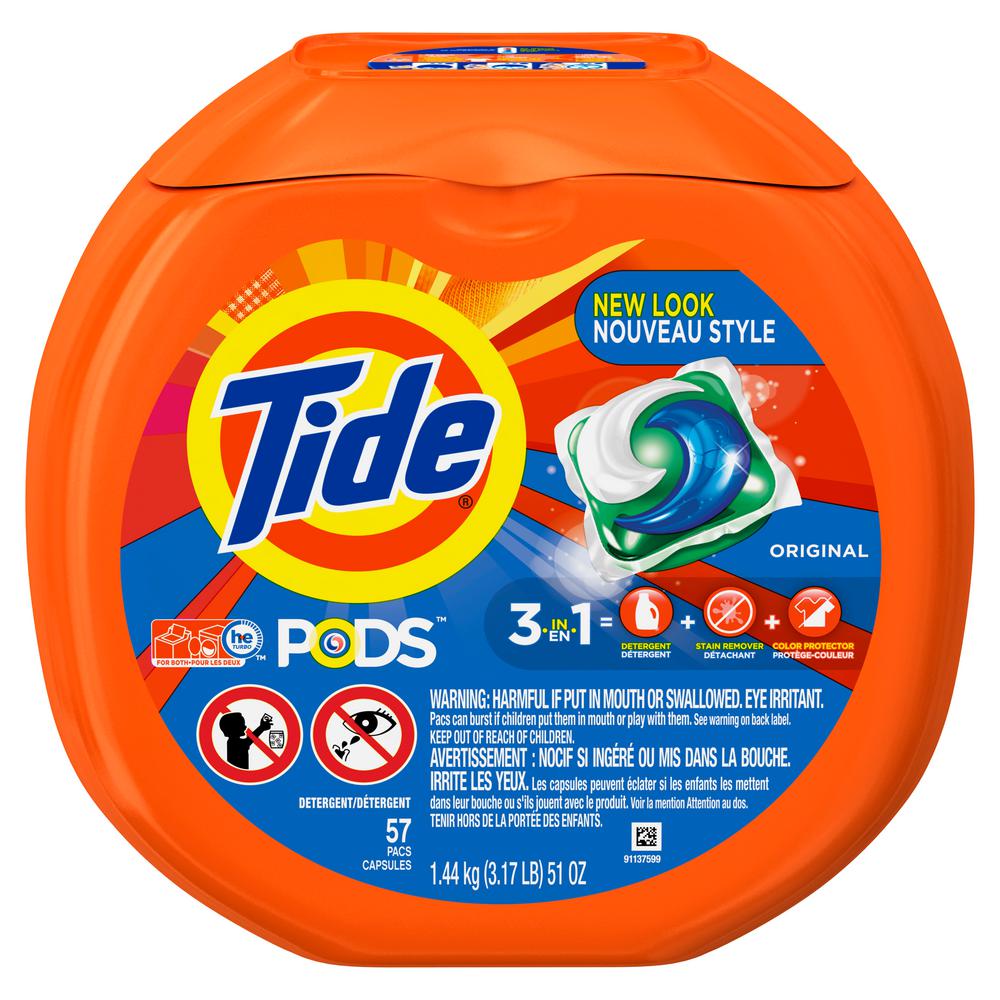 NEW LOOK
NOUVEAU STYLE
Tide®
ORIGINAL
he
TURBO
FOR BOTH•POUR LES DEUX
™
PODS™
3 IN 1 =
EN
DETERGENT
DÉTERGENT
+
STAIN REMOVER
DÉTACHANT
+
COLOR PROTECTOR
PROTÈGE-COULEUR
WARNING: HARMFUL IF PUT IN MOUTH OR SWALLOWED. EYE IRRITANT.
Pacs can burst if children put them in mouth or play with them. See warning on back label.
KEEP OUT OF REACH OF CHILDREN.
AVERTISSEMENT : NOCIF SI INGÉRÉ OU MIS DANS LA BOUCHE.
IRRITE LES YEUX. Les capsules peuvent éclater si les enfants les mettent
dans leur bouche ou s'ils jouent avec le produit. Voir la mention Attention au dos.
TENIR HORS DE LA PORTÉE DES ENFANTS.
DETERGENT/DÉTERGENT
57
PACS
CAPSULES
1.44 kg (3.17 LB) 51 OZ
91137599